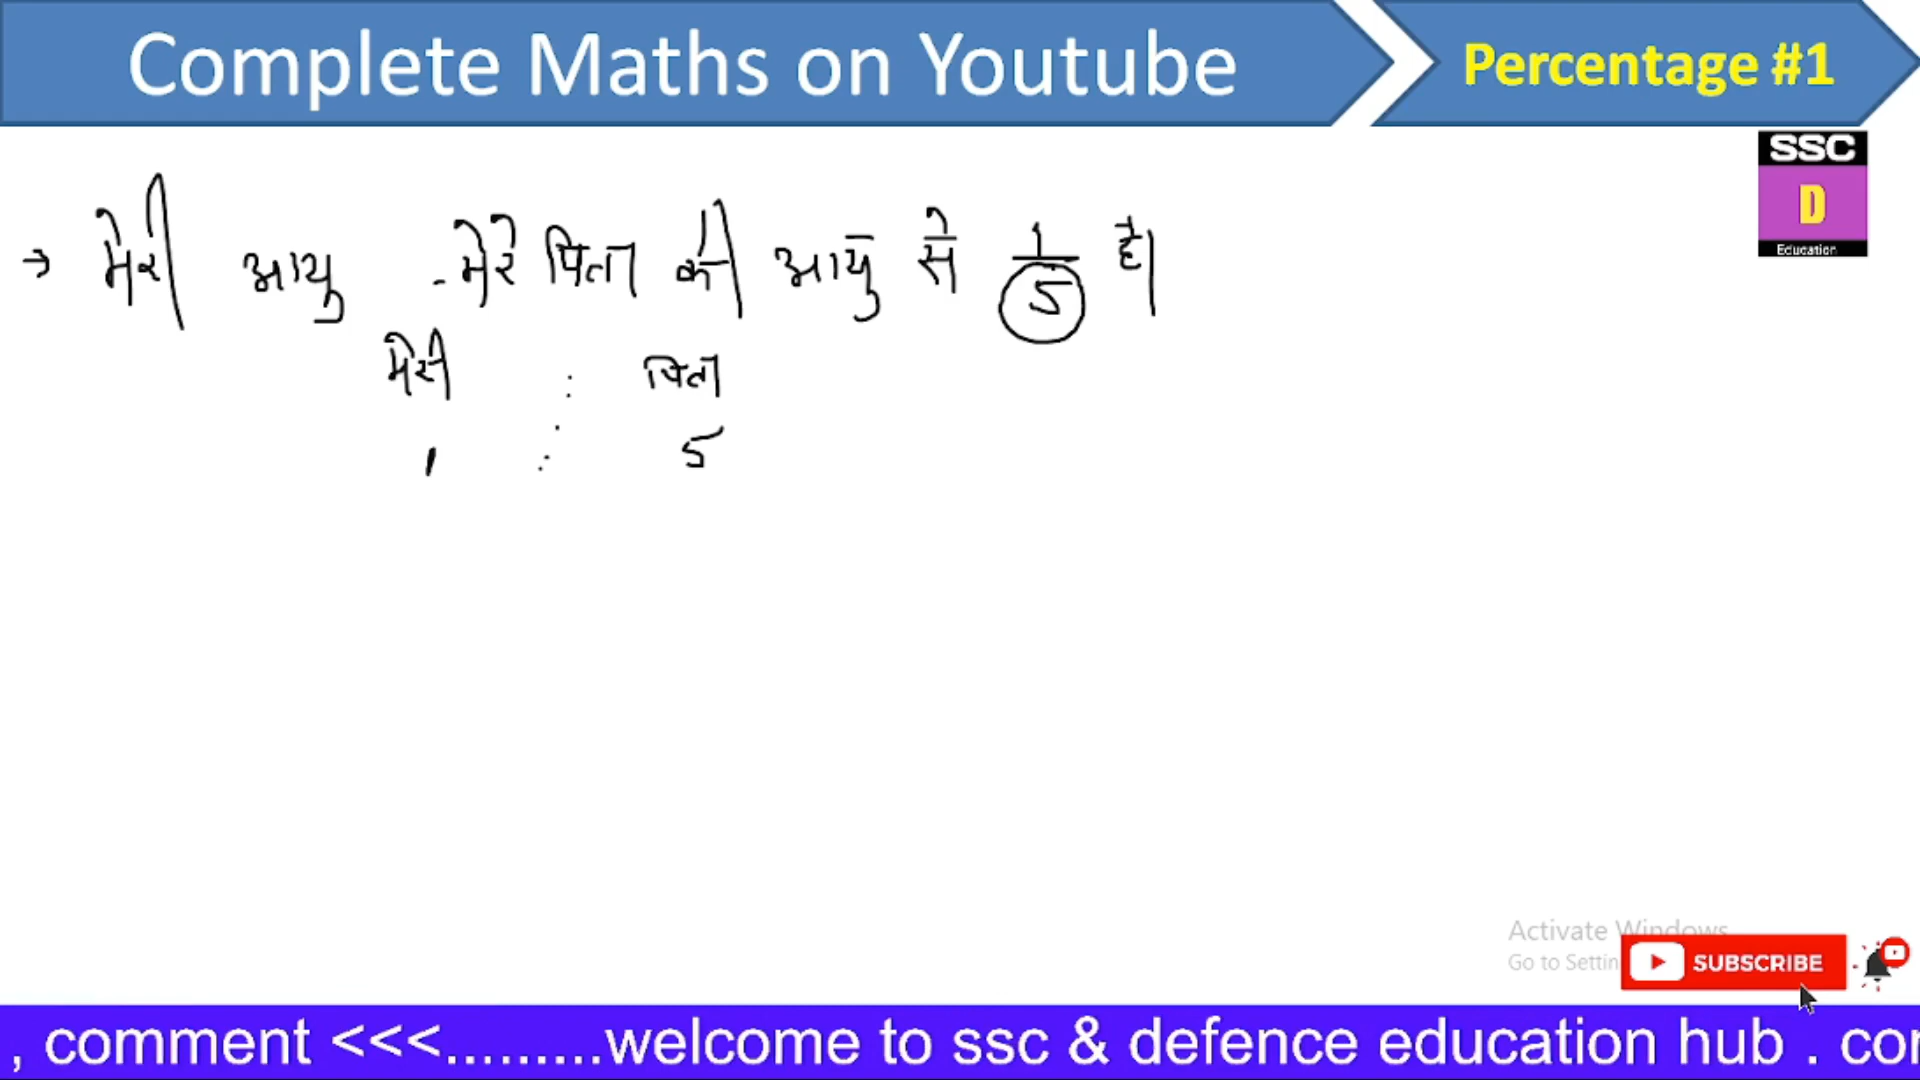 Complete Maths on Youtube
Percentage #1
SSC
D
Education
→ मेरी आयु - मेरे पिता की आयु से 1/5 है।
मेरी : पिता
1 : 5
Activate Windows
Go to Settin
SUBSCRIBE
, comment <<<.........welcome to ssc & defence education hub . co